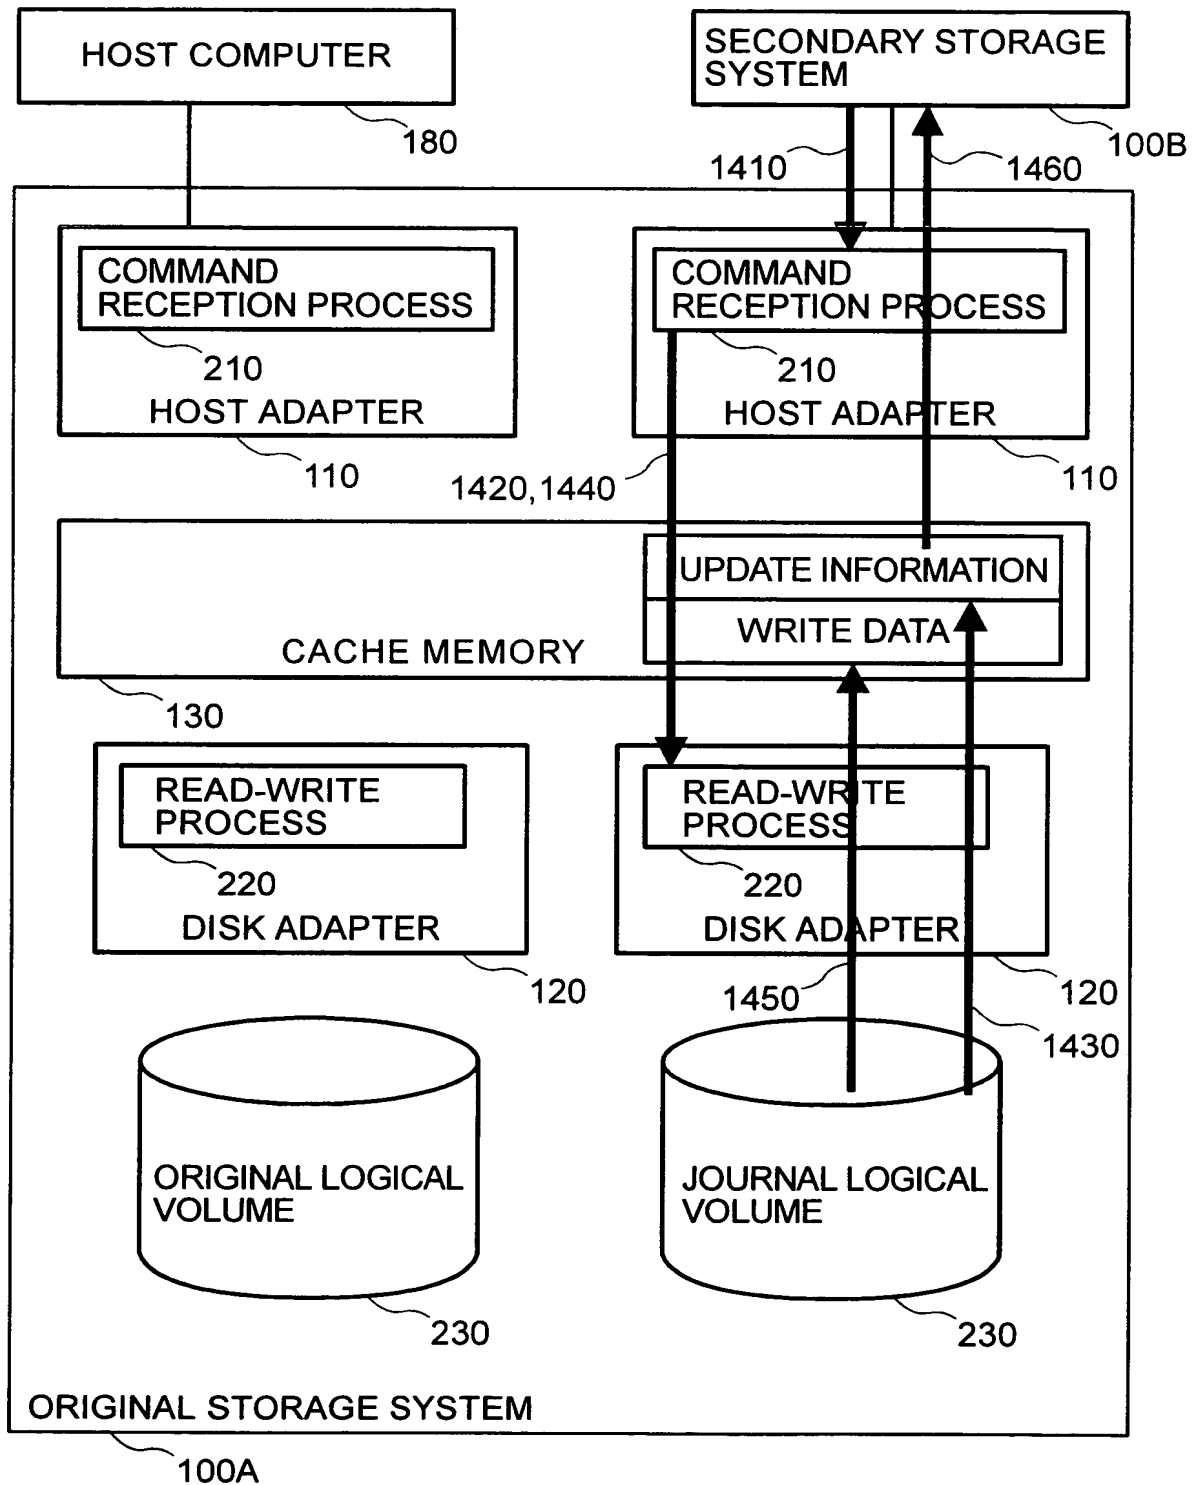 HOST COMPUTER
180
SECONDARY STORAGE
SYSTEM
100B
1410
1460
COMMAND
RECEPTION PROCESS
210
HOST ADAPTER
110
COMMAND
RECEPTION PROCESS
210
HOST ADAPTER
110
1420,1440
UPDATE INFORMATION
WRITE DATA
CACHE MEMORY
130
READ-WRITE
PROCESS
220
DISK ADAPTER
120
READ-WRITE
PROCESS
220
DISK ADAPTER
120
1450
1430
ORIGINAL LOGICAL
VOLUME
230
JOURNAL LOGICAL
VOLUME
230
ORIGINAL STORAGE SYSTEM
100A